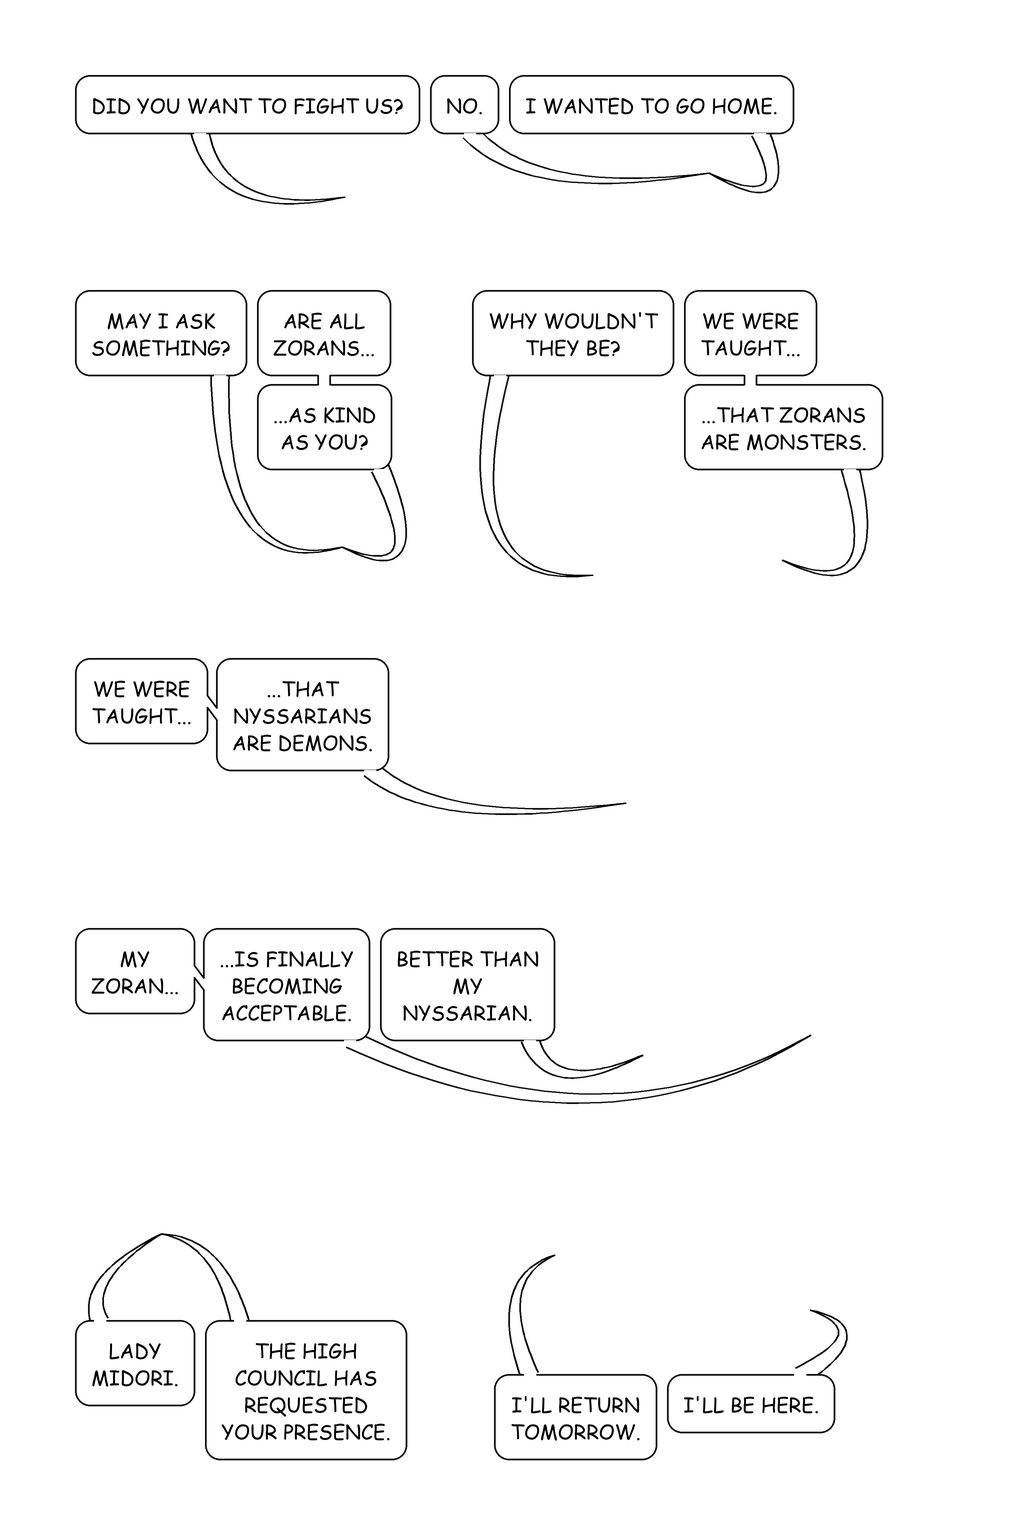 DID YOU WANT TO FIGHT US?
NO.
I WANTED TO GO HOME.
MAY I ASK
SOMETHING?
ARE ALL
ZORANS...
...AS KIND
AS YOU?
WHY WOULDN'T
THEY BE?
WE WERE
TAUGHT...
...THAT ZORANS
ARE MONSTERS.
WE WERE
TAUGHT...
...THAT
NYSSARIANS
ARE DEMONS.
MY
ZORAN...
...IS FINALLY
BECOMING
ACCEPTABLE.
BETTER THAN
MY
NYSSARIAN.
LADY
MIDORI.
THE HIGH
COUNCIL HAS
REQUESTED
YOUR PRESENCE.
I'LL RETURN
TOMORROW.
I'LL BE HERE.